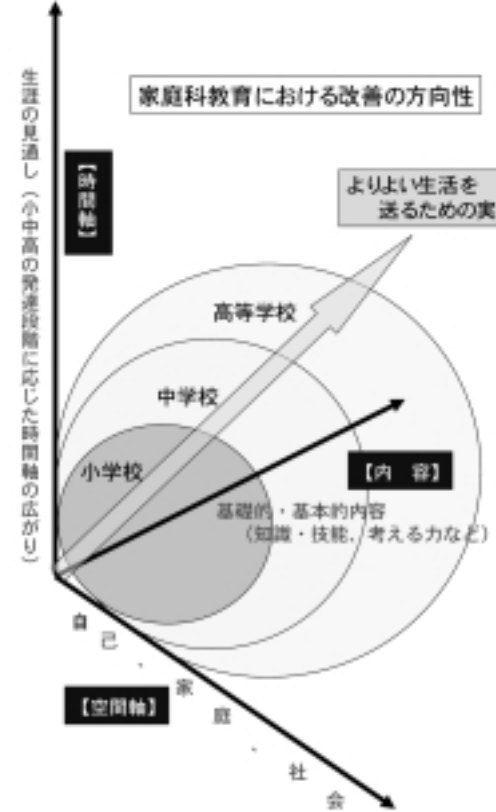 家庭科教育における改善の方向性
生涯の見通し（小中高の発達段階に応じた時間軸の広がり）
【時間軸】
よりよい生活を
送るための実
高等学校
中学校
小学校
【内　容】
基礎的・基本的内容
（知識・技能、考える力など）
自己、家庭、社会
【空間軸】